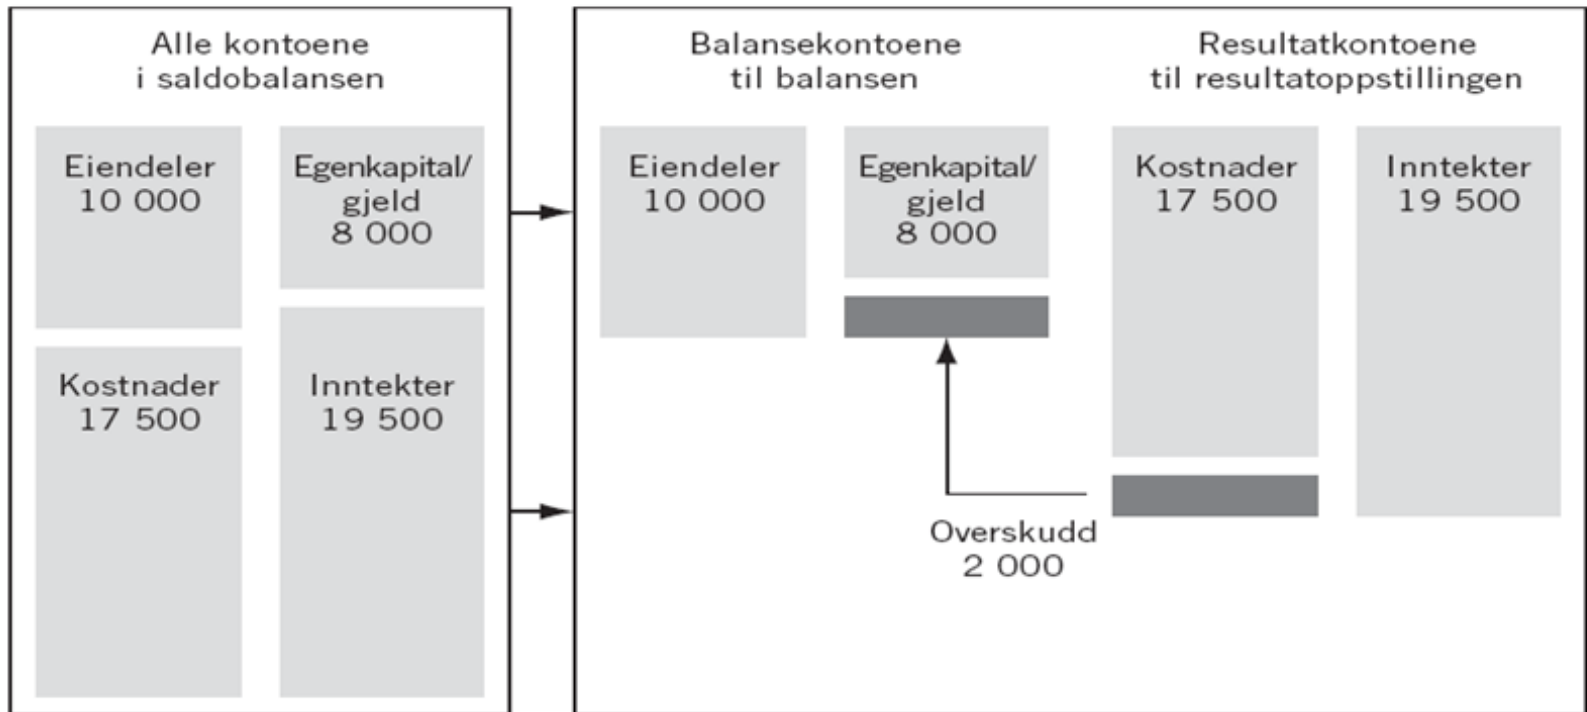 Alle kontoene
i saldobalansen
Eiendeler
10 000
Egenkapital/
gjeld
8 000
Kostnader
17 500
Inntekter
19 500
Balansekontoene
til balansen
Resultatkontoene
til resultatoppstillingen
Eiendeler
10 000
Egenkapital/
gjeld
8 000
Kostnader
17 500
Inntekter
19 500
Overskudd
2 000